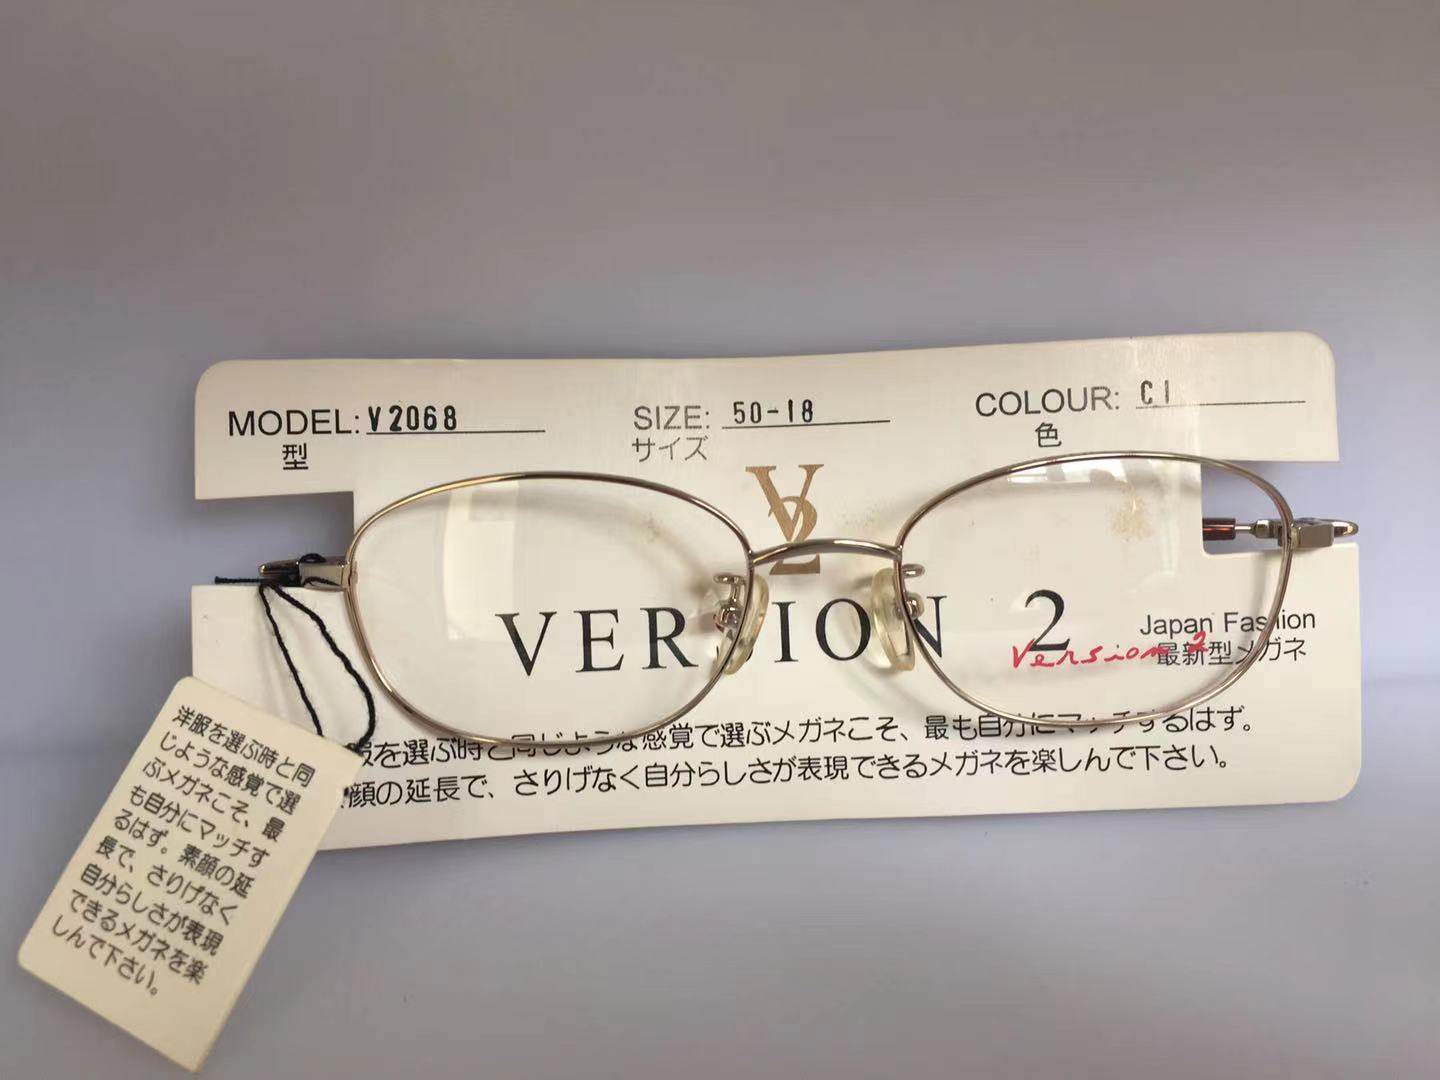 MODEL: V2068
型
SIZE: 50-18
サイズ
COLOUR: C1
色
V2
VERSION 2
Version 2
Japan Fashion
最新型メガネ
服を選ぶ時と同じような感覚で選ぶメガネこそ、最も自分にマッチするはず。
顔の延長で、さりげなく自分らしさが表現できるメガネを楽しんで下さい。
洋服を選ぶ時と同
じような感覚で選
ぶメガネこそ、最
も自分にマッチす
るはず。素顔の延
長で、さりげなく
自分らしさが表現
できるメガネを楽
しんで下さい。